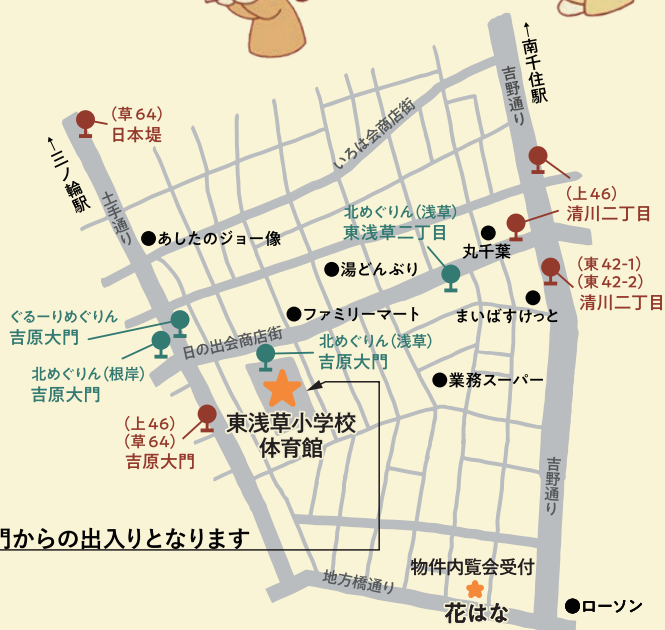 ←南千住駅
吉野通り
(草64)
日本堤
←三ノ輪駅
土手通り
いろは会商店街
(上46)
清川二丁目
北めぐりん(浅草)
東浅草二丁目
丸千葉
●あしたのジョー像
●湯どんぶり
(東42-1)
(東42-2)
清川二丁目
まいばすけっと
ぐるーりめぐりん
吉原大門
●ファミリーマート
日の出会商店街
北めぐりん(浅草)
吉原大門
北めぐりん(根岸)
吉原大門
●業務スーパー
(上46)
(草64)
吉原大門
東浅草小学校
体育館
吉野通り
門からの出入りとなります
地方橋通り
物件内覧会受付
花はな
●ローソン